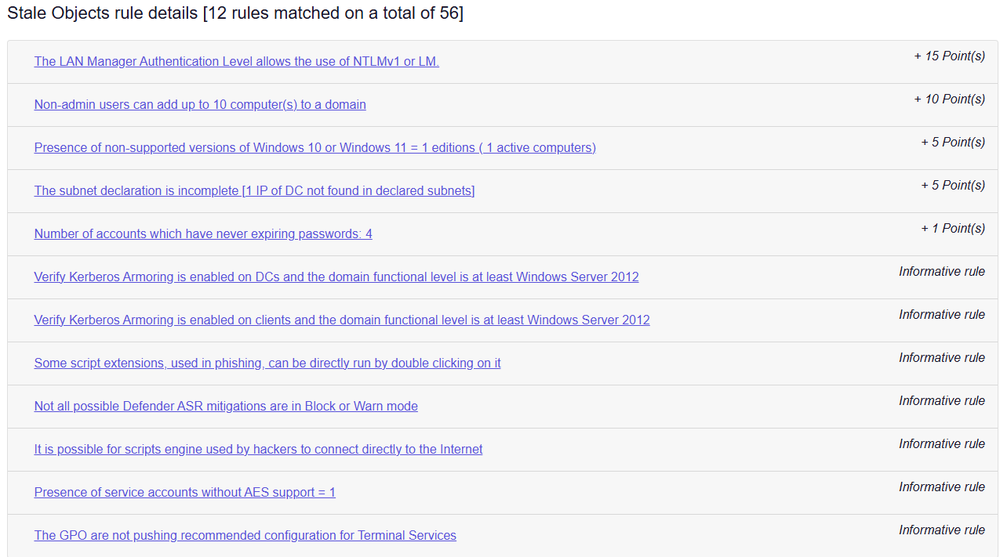 Stale Objects rule details [12 rules matched on a total of 56]
The LAN Manager Authentication Level allows the use of NTLMv1 or LM. + 15 Point(s)
Non-admin users can add up to 10 computer(s) to a domain + 10 Point(s)
Presence of non-supported versions of Windows 10 or Windows 11 = 1 editions ( 1 active computers) + 5 Point(s)
The subnet declaration is incomplete [1 IP of DC not found in declared subnets] + 5 Point(s)
Number of accounts which have never expiring passwords: 4 + 1 Point(s)
Verify Kerberos Armoring is enabled on DCs and the domain functional level is at least Windows Server 2012 Informative rule
Verify Kerberos Armoring is enabled on clients and the domain functional level is at least Windows Server 2012 Informative rule
Some script extensions, used in phishing, can be directly run by double clicking on it Informative rule
Not all possible Defender ASR mitigations are in Block or Warn mode Informative rule
It is possible for scripts engine used by hackers to connect directly to the Internet Informative rule
Presence of service accounts without AES support = 1 Informative rule
The GPO are not pushing recommended configuration for Terminal Services Informative rule